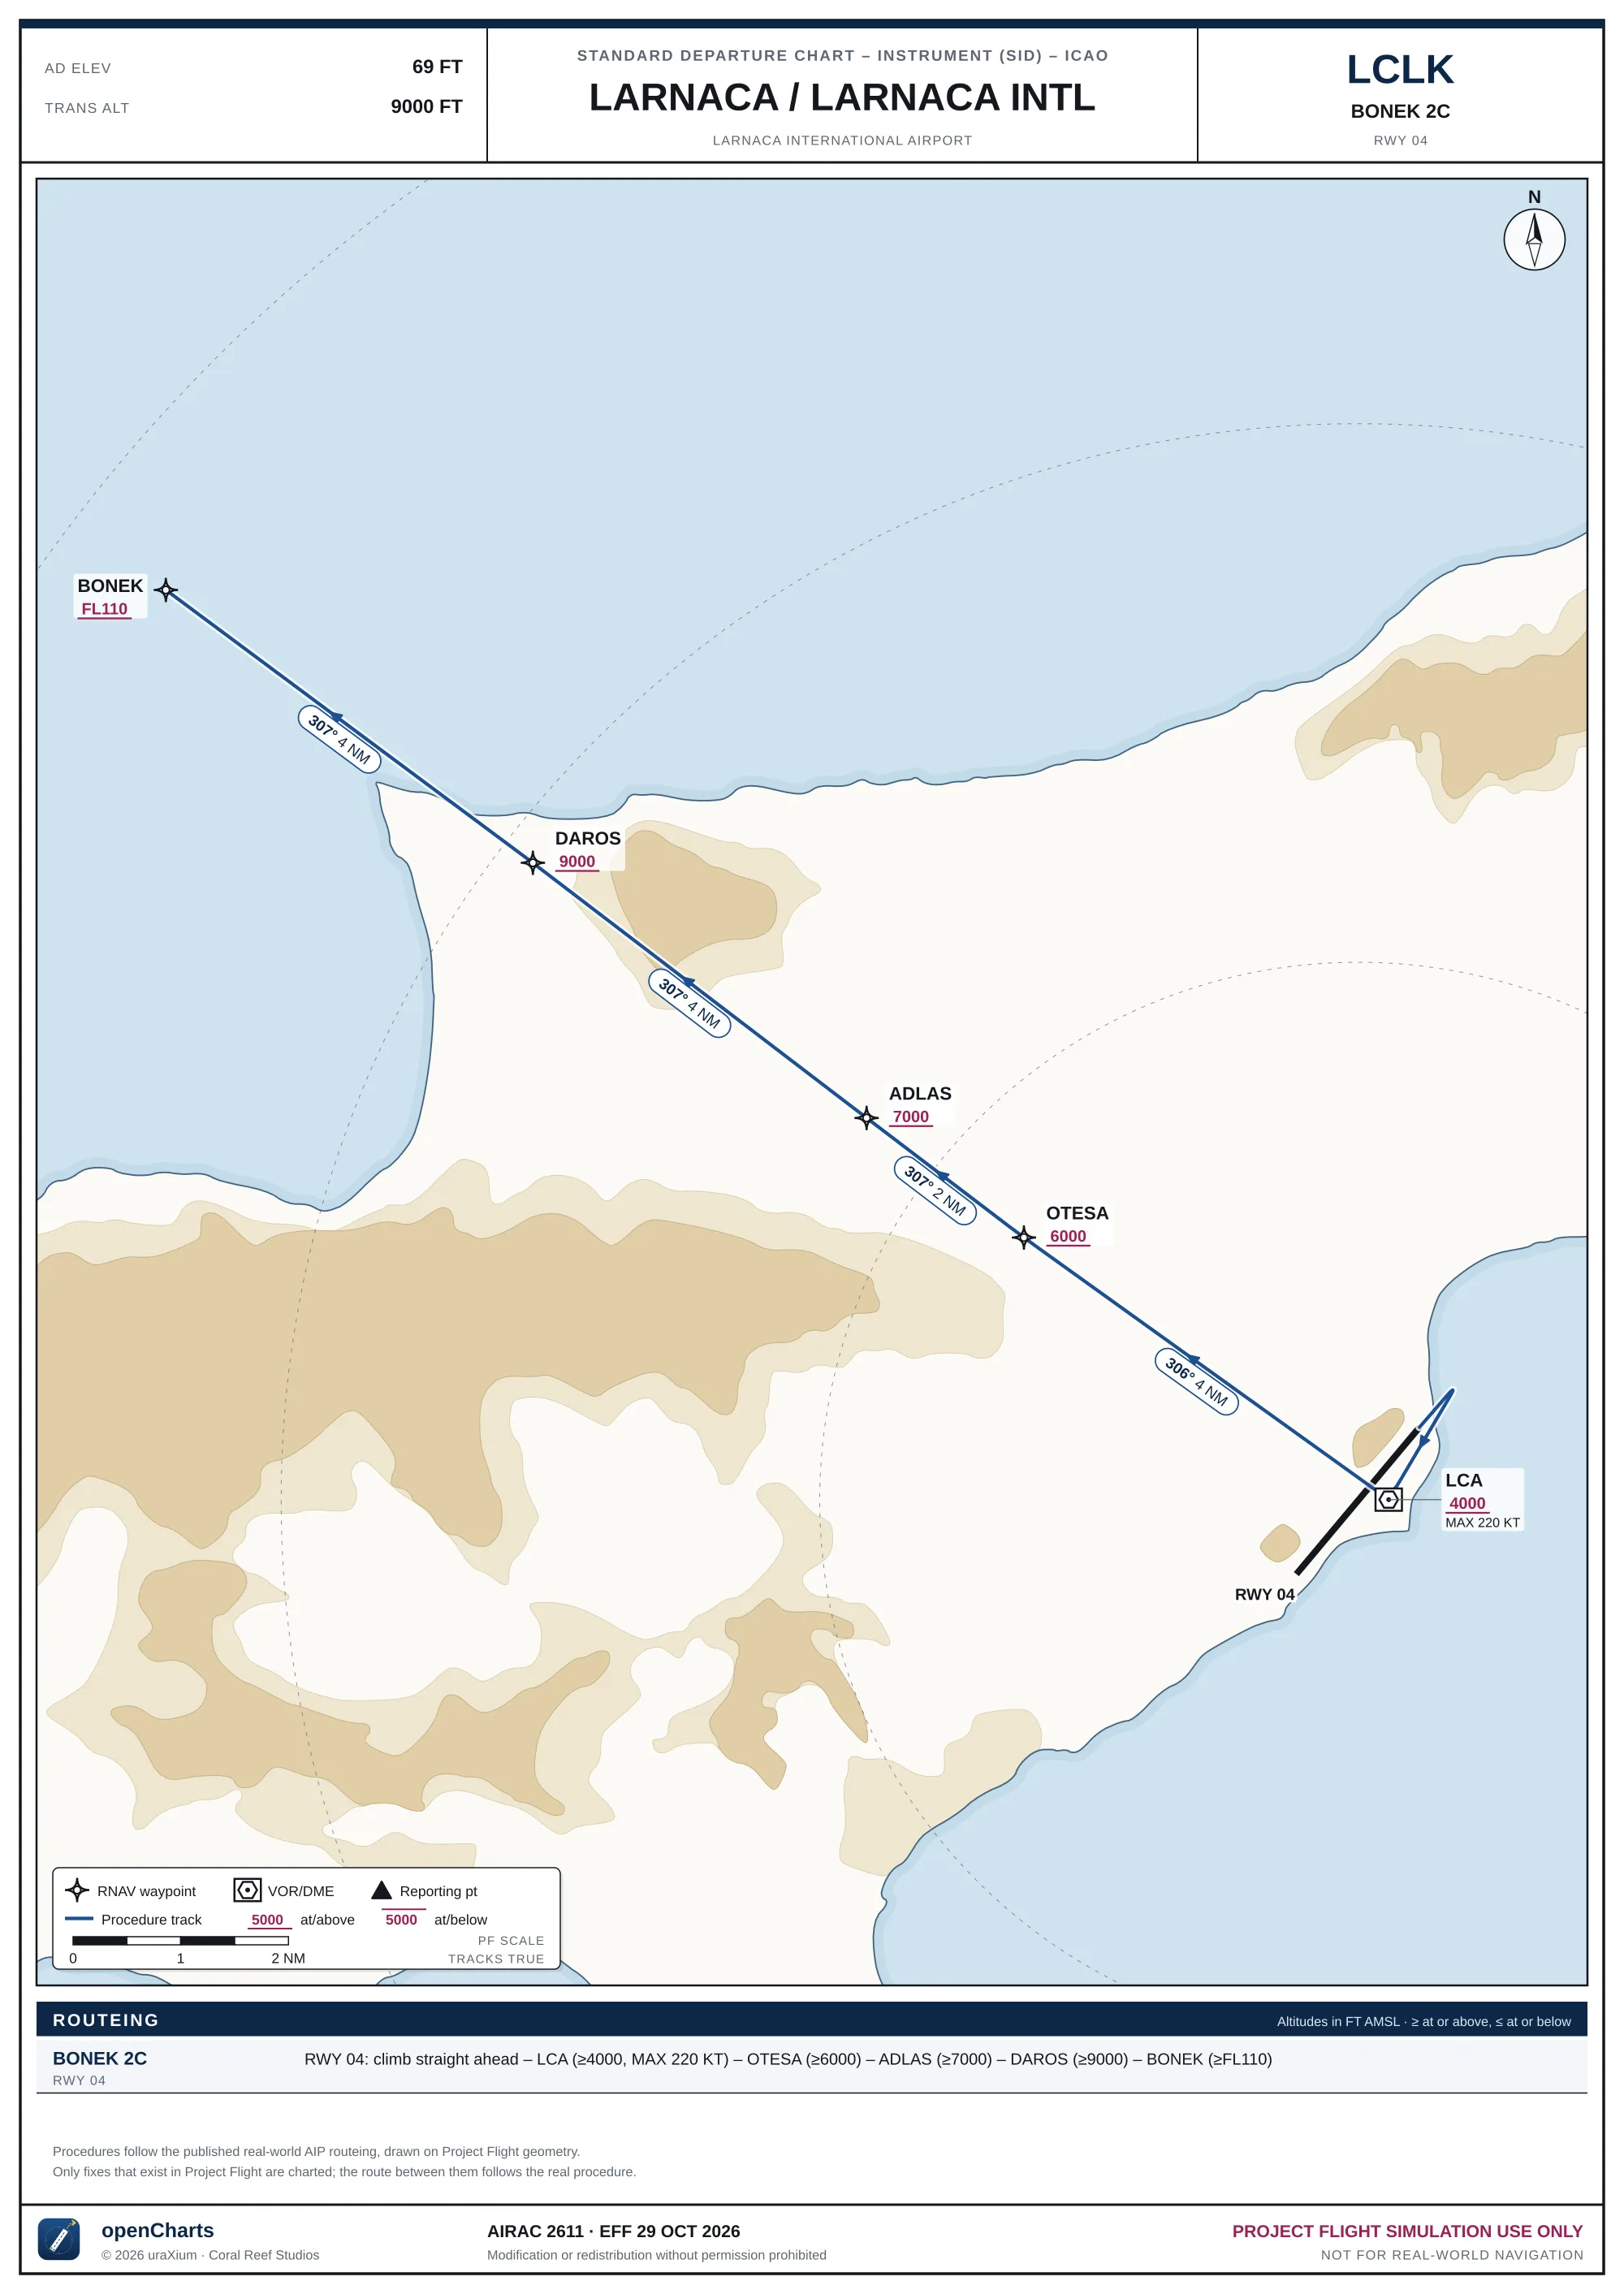 AD ELEV 69 FT
TRANS ALT 9000 FT
STANDARD DEPARTURE CHART – INSTRUMENT (SID) – ICAO
LARNACA / LARNACA INTL
LARNACA INTERNATIONAL AIRPORT
LCLK
BONEK 2C
RWY 04
N
BONEK
FL110
307° 4 NM
DAROS
9000
307° 4 NM
ADLAS
7000
307° 2 NM
OTESA
6000
306° 4 NM
LCA
4000
MAX 220 KT
RWY 04
RNAV waypoint VOR/DME Reporting pt
Procedure track 5000 at/above 5000 at/below
PF SCALE
0 1 2 NM TRACKS TRUE
ROUTEING Altitudes in FT AMSL · ≥ at or above, ≤ at or below
BONEK 2C RWY 04: climb straight ahead – LCA (≥4000, MAX 220 KT) – OTESA (≥6000) – ADLAS (≥7000) – DAROS (≥9000) – BONEK (≥FL110)
RWY 04
Procedures follow the published real-world AIP routeing, drawn on Project Flight geometry.
Only fixes that exist in Project Flight are charted; the route between them follows the real procedure.
openCharts
© 2026 uraXium · Coral Reef Studios
AIRAC 2611 · EFF 29 OCT 2026
Modification or redistribution without permission prohibited
PROJECT FLIGHT SIMULATION USE ONLY
NOT FOR REAL-WORLD NAVIGATION